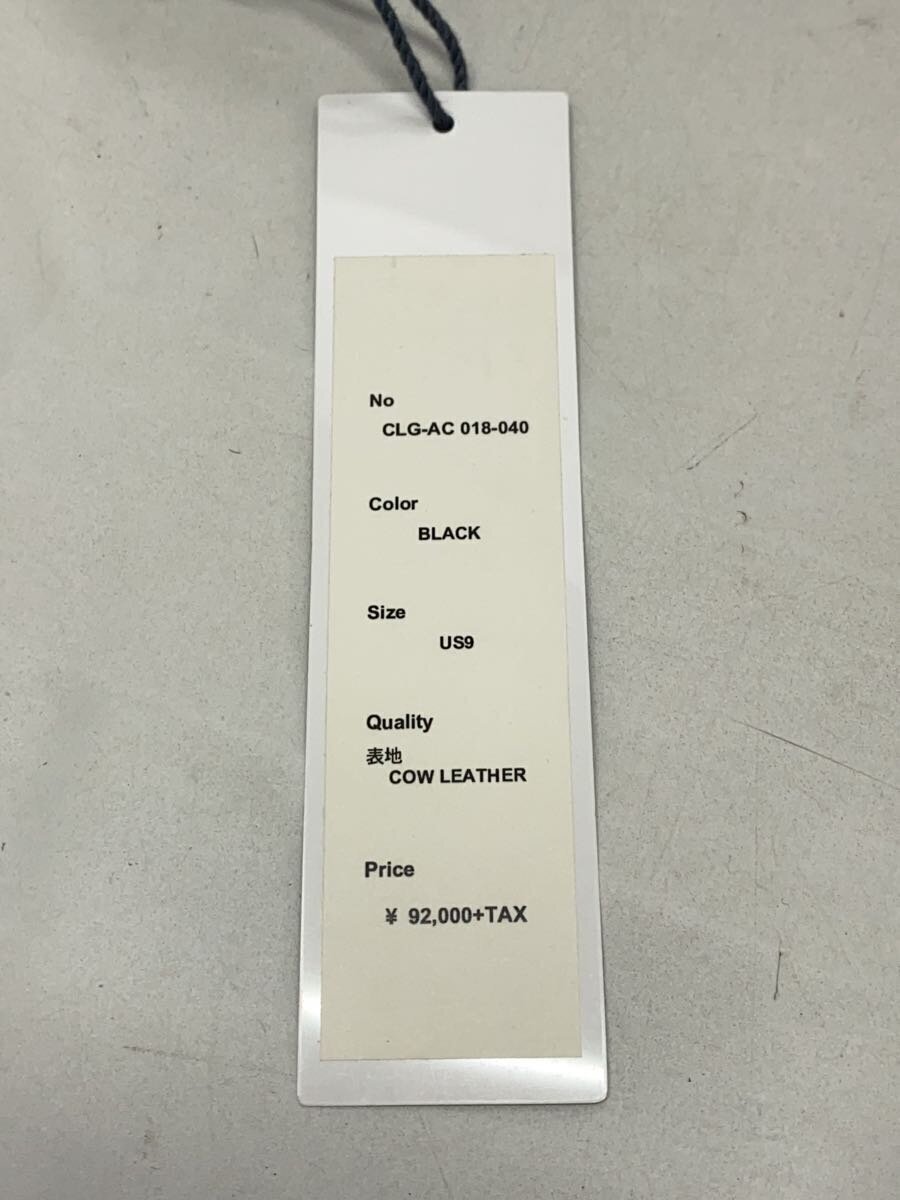 No
CLG-AC 018-040
Color
BLACK
Size
US9
Quality
表地
COW LEATHER
Price
¥ 92,000+TAX